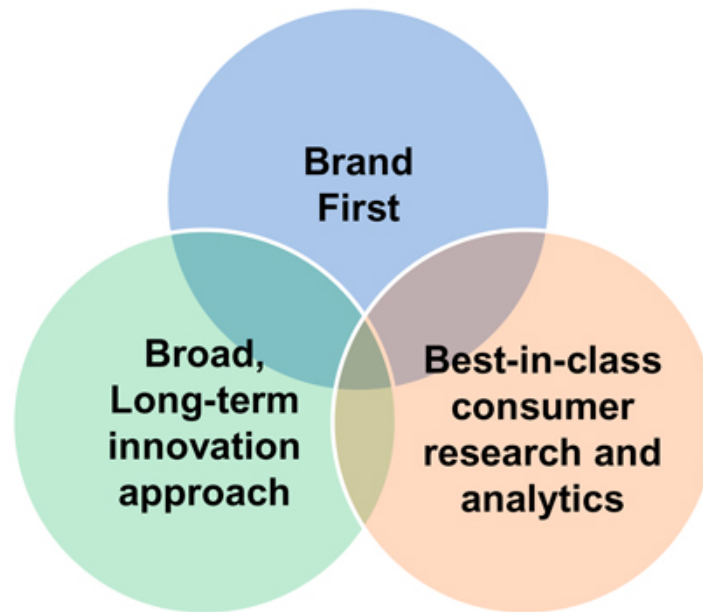 Brand
First
Broad,
Long-term
innovation
approach
Best-in-class
consumer
research and
analytics